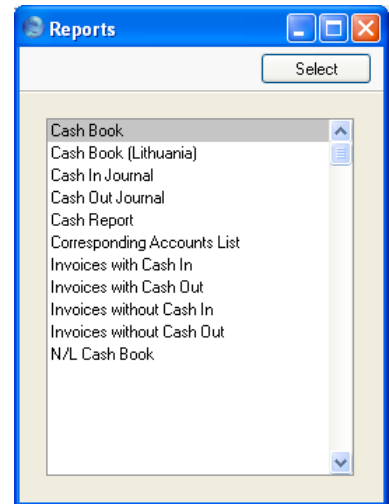 Reports
Select
Cash Book
Cash Book (Lithuania)
Cash In Journal
Cash Out Journal
Cash Report
Corresponding Accounts List
Invoices with Cash In
Invoices with Cash Out
Invoices without Cash In
Invoices without Cash Out
N/L Cash Book